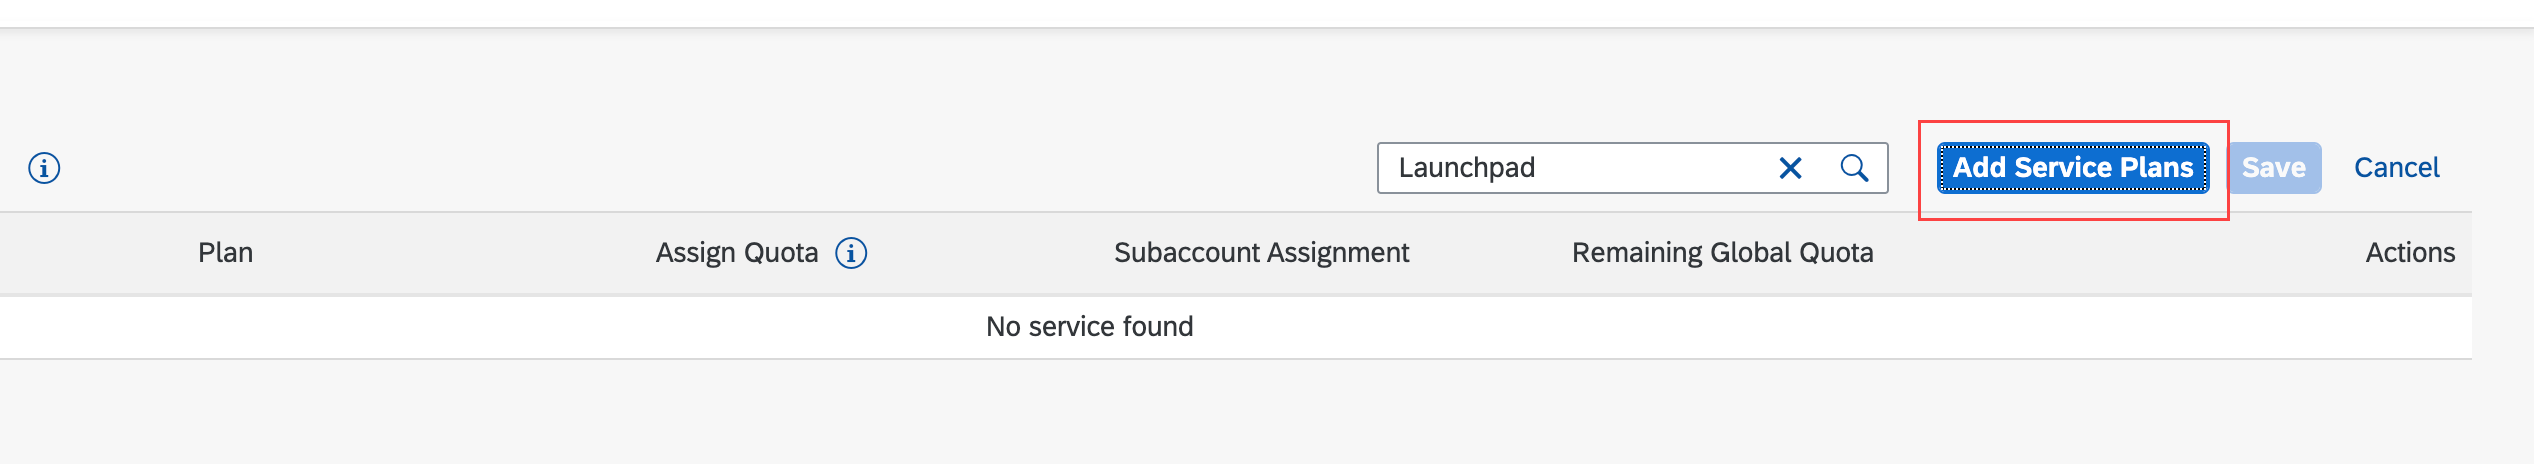 Launchpad Add Service Plans Save Cancel
Plan Assign Quota Subaccount Assignment Remaining Global Quota Actions
No service found